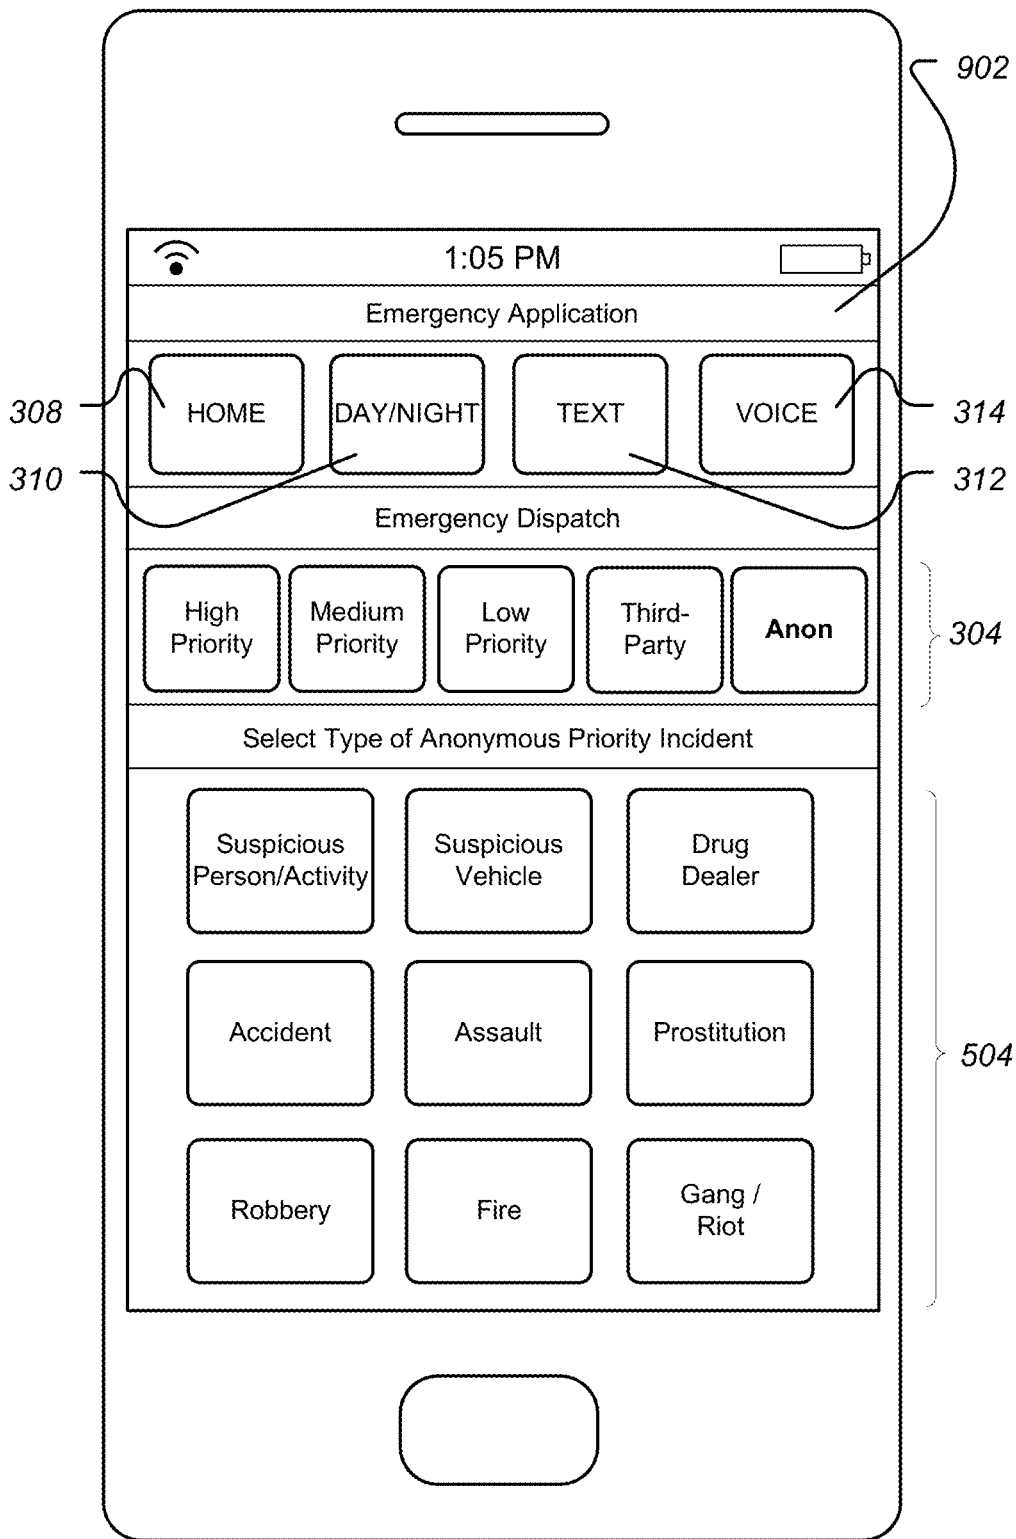 902
1:05 PM
Emergency Application
308
HOME
DAY/NIGHT
TEXT
VOICE
314
310
312
Emergency Dispatch
High
Priority
Medium
Priority
Low
Priority
Third-
Party
Anon
304
Select Type of Anonymous Priority Incident
Suspicious
Person/Activity
Suspicious
Vehicle
Drug
Dealer
Accident
Assault
Prostitution
504
Robbery
Fire
Gang /
Riot